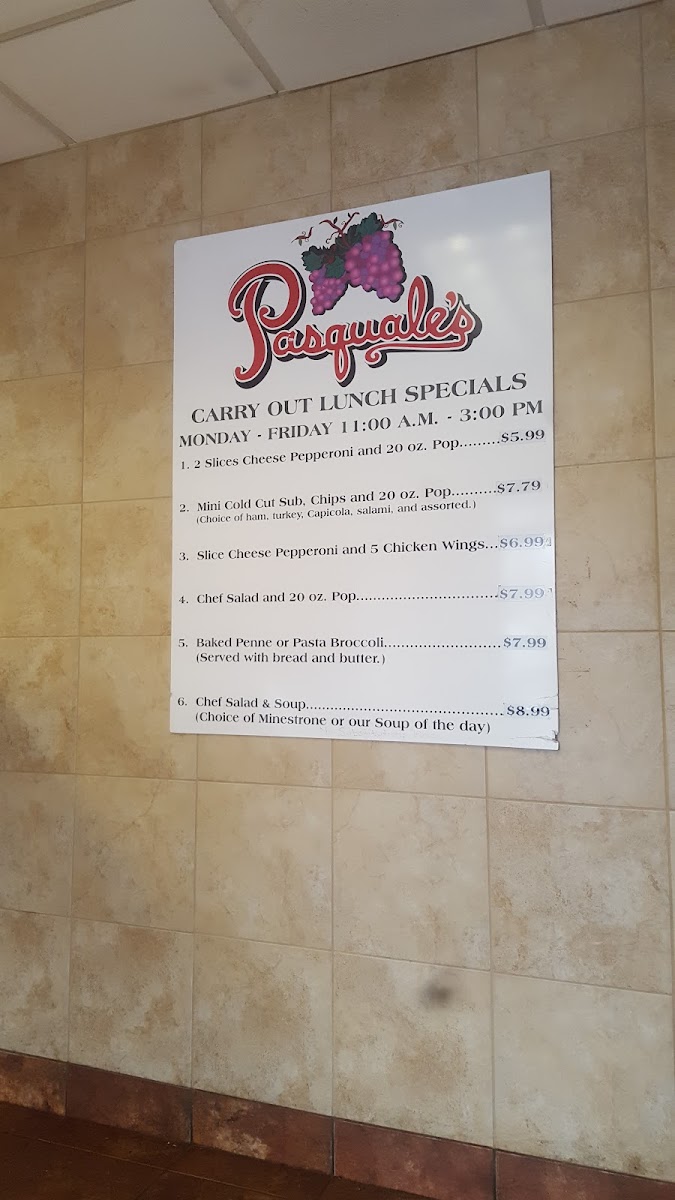 Pasquale's
CARRY OUT LUNCH SPECIALS
MONDAY - FRIDAY 11:00 A.M. - 3:00 PM
1. 2 Slices Cheese Pepperoni and 20 oz. Pop.........$5.99
2. Mini Cold Cut Sub, Chips and 20 oz. Pop..........$7.79
(Choice of ham, turkey, Capicola, salami, and assorted.)
3. Slice Cheese Pepperoni and 5 Chicken Wings...$6.99
4. Chef Salad and 20 oz. Pop.................................$7.99
5. Baked Penne or Pasta Broccoli...........................$7.99
(Served with bread and butter.)
6. Chef Salad & Soup.................................................$8.99
(Choice of Minestrone or our Soup of the day)